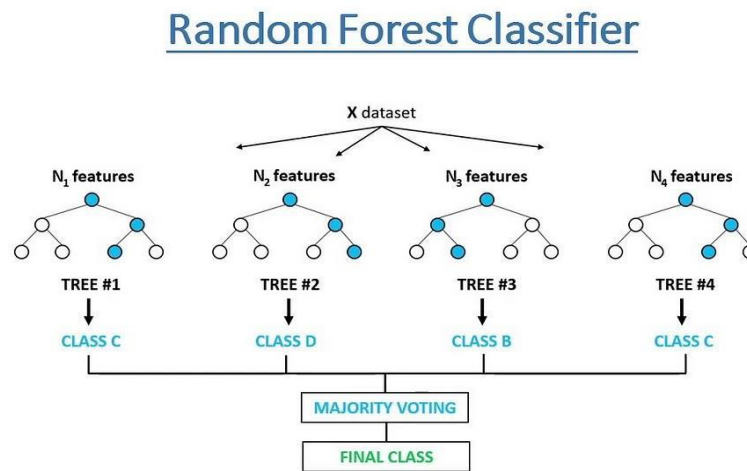 Random Forest Classifier
X dataset
N₁ features N₂ features N₃ features N₄ features
TREE #1 TREE #2 TREE #3 TREE #4
CLASS C CLASS D CLASS B CLASS C
MAJORITY VOTING
FINAL CLASS